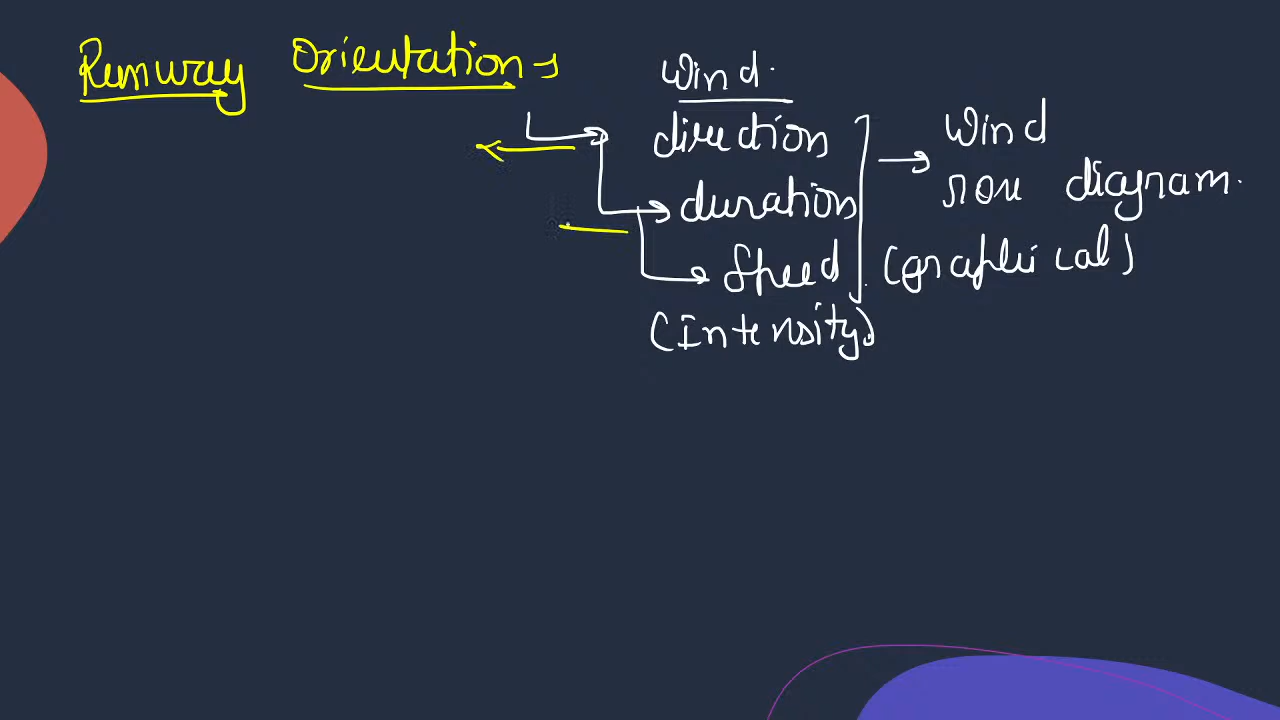 Runway Orientation
Wind
direction
duration
Speed
(Intensity)
Wind
rose diagram.
(graphical)